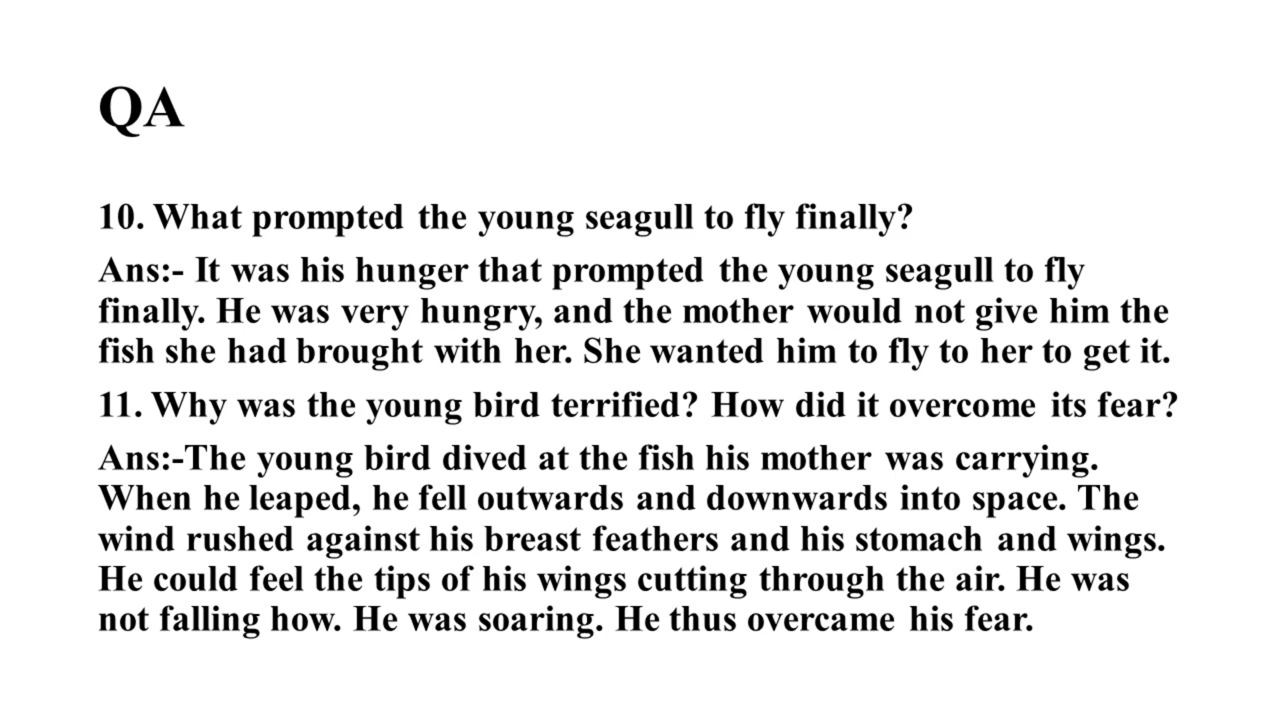 QA
10. What prompted the young seagull to fly finally?
Ans:- It was his hunger that prompted the young seagull to fly
finally. He was very hungry, and the mother would not give him the
fish she had brought with her. She wanted him to fly to her to get it.
11. Why was the young bird terrified? How did it overcome its fear?
Ans:-The young bird dived at the fish his mother was carrying.
When he leaped, he fell outwards and downwards into space. The
wind rushed against his breast feathers and his stomach and wings.
He could feel the tips of his wings cutting through the air. He was
not falling how. He was soaring. He thus overcame his fear.